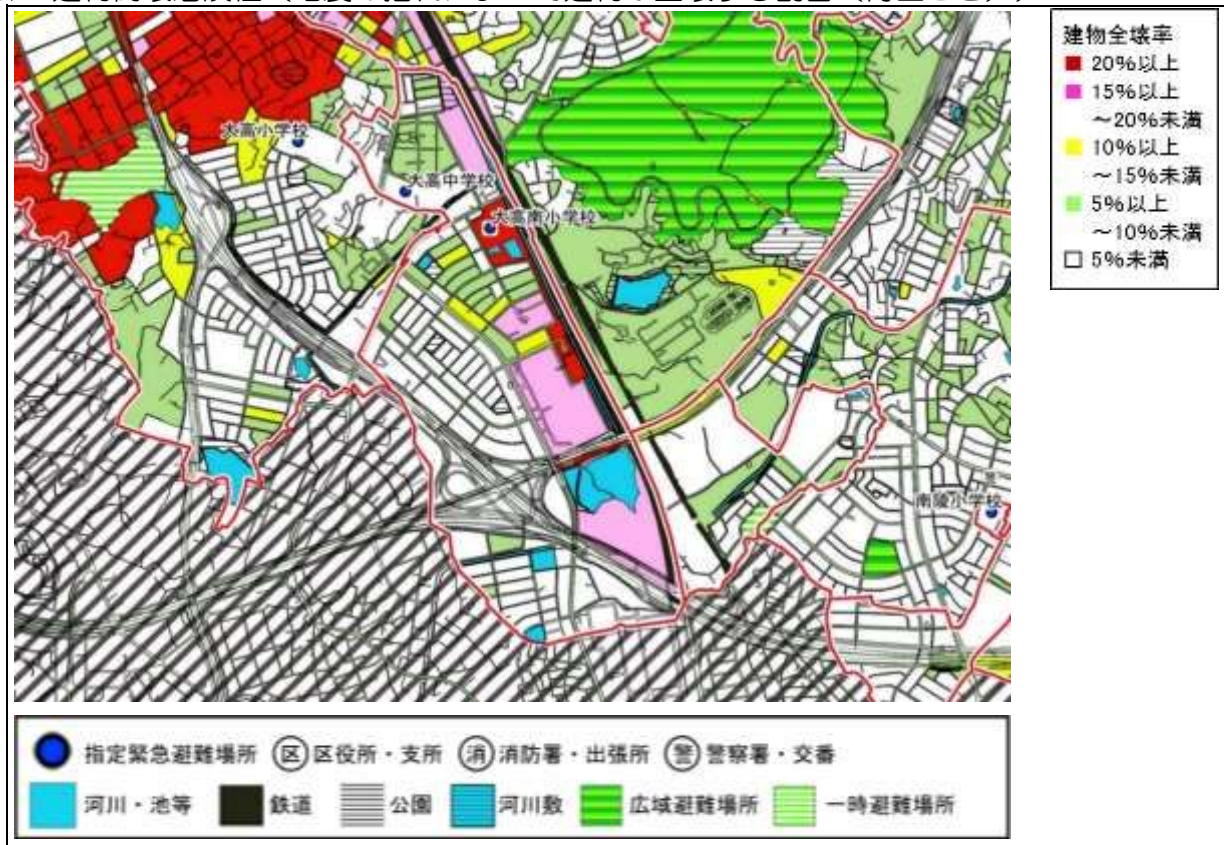 建物全壊率
20%以上
15%以上
~20%未満
10%以上
~15%未満
5%以上
~10%未満
5%未満
大高小学校
大高中学校
大高南小学校
南陵小学校
指定緊急避難場所 区 区役所・支所 消 消防署・出張所 警 警察署・交番
河川・池等 鉄道 公園 河川敷 広域避難場所 一時避難場所